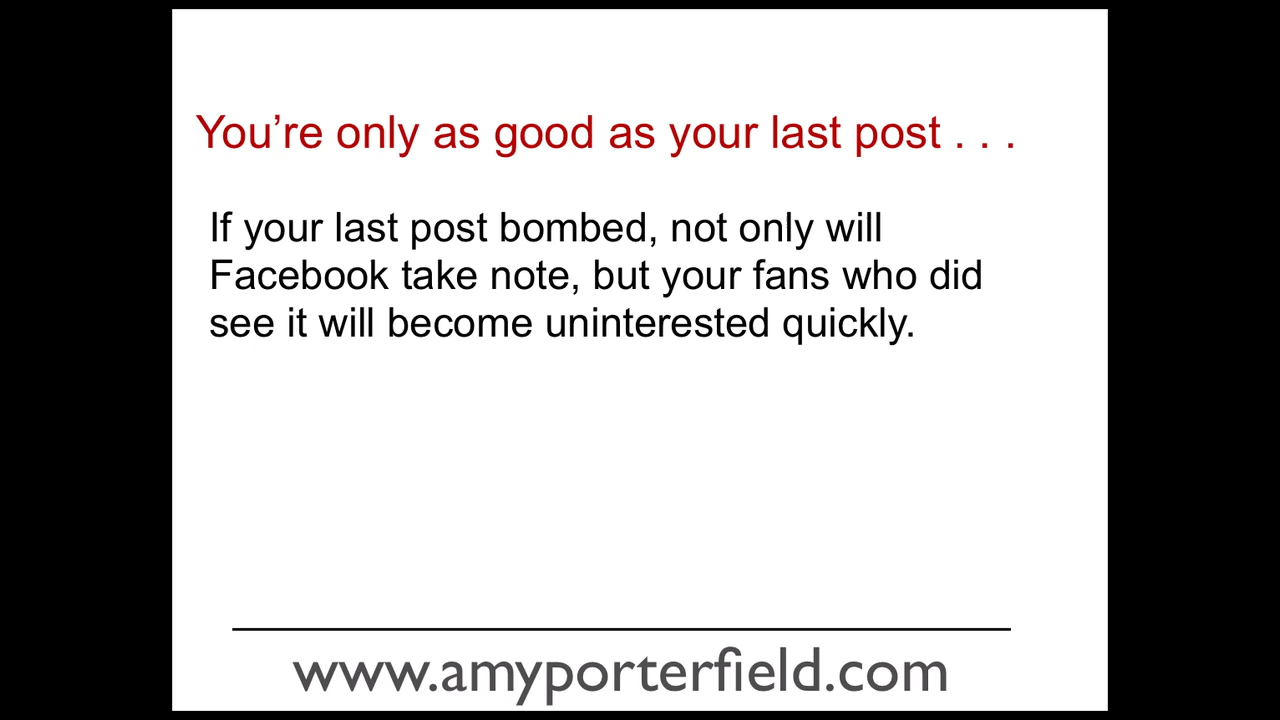 You’re only as good as your last post . . .
If your last post bombed, not only will
Facebook take note, but your fans who did
see it will become uninterested quickly.
www.amyporterfield.com